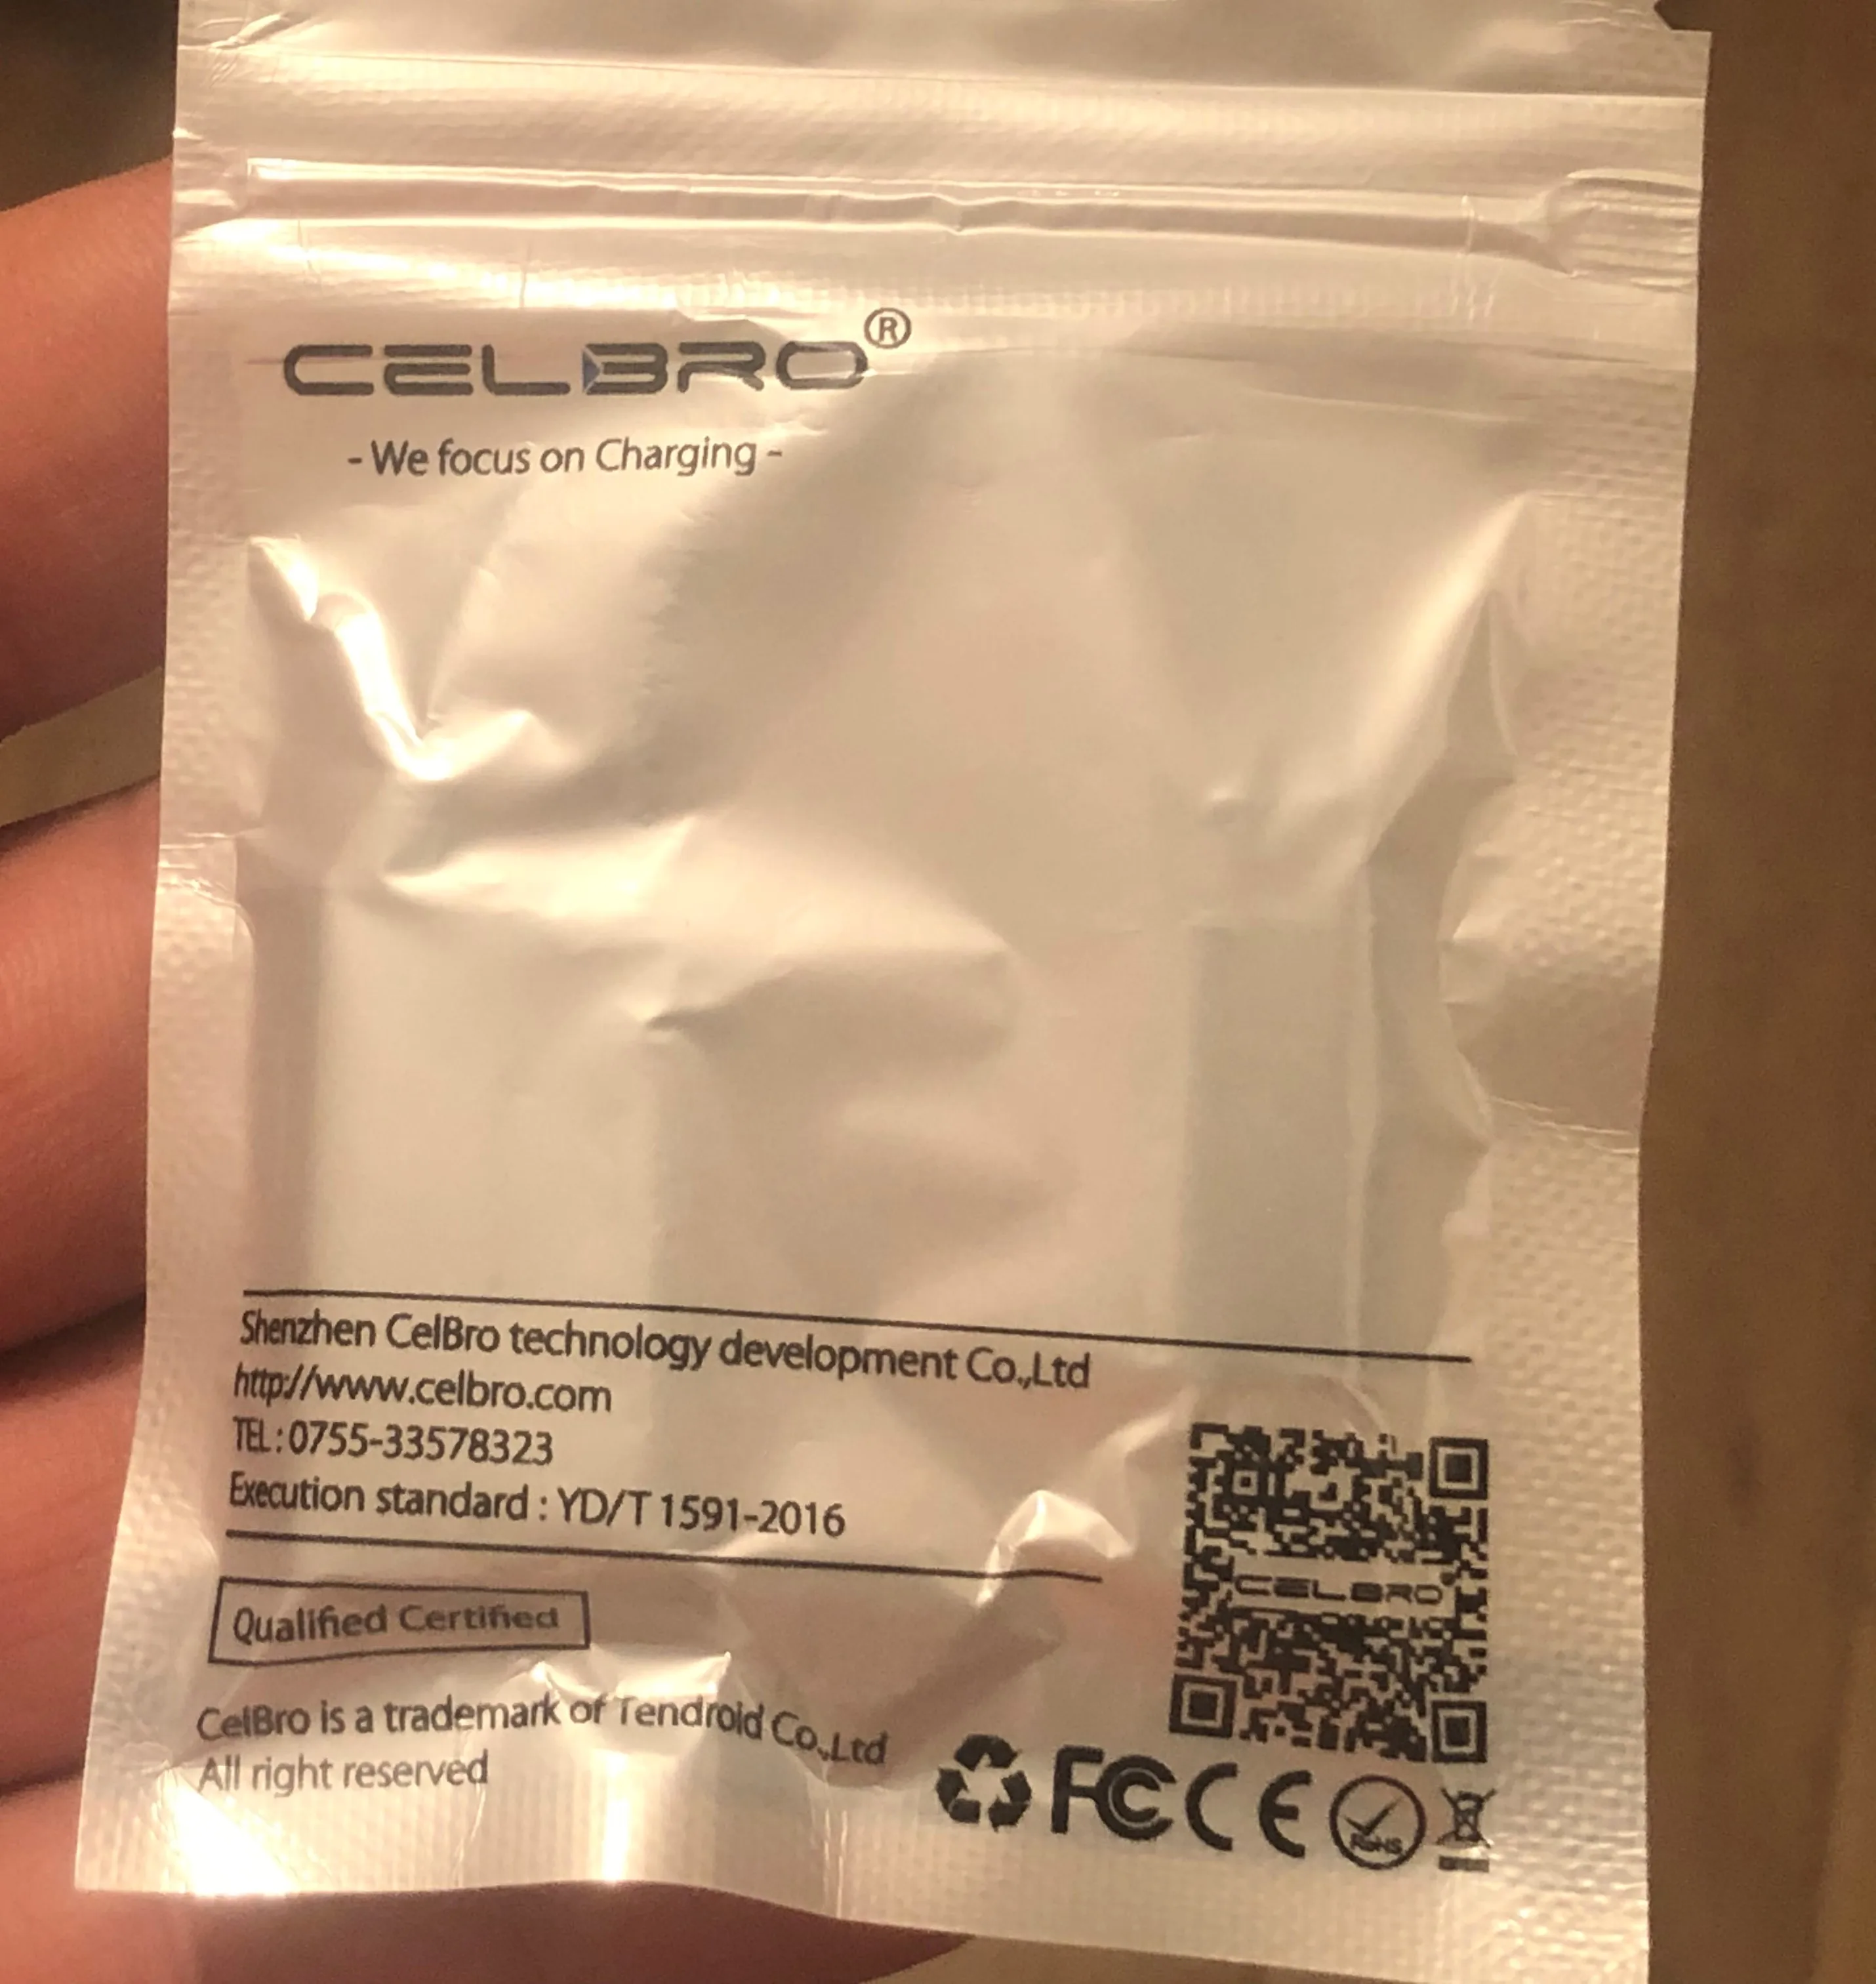 CELBRO®
- We focus on Charging -
Shenzhen CelBro technology development Co.,Ltd
http://www.celbro.com
TEL : 0755-33578323
Execution standard : YD/T 1591-2016
CELBRO
Qualified Certified
CelBro is a trademark of Tendroid Co.,Ltd
All right reserved
FC CE RoHS